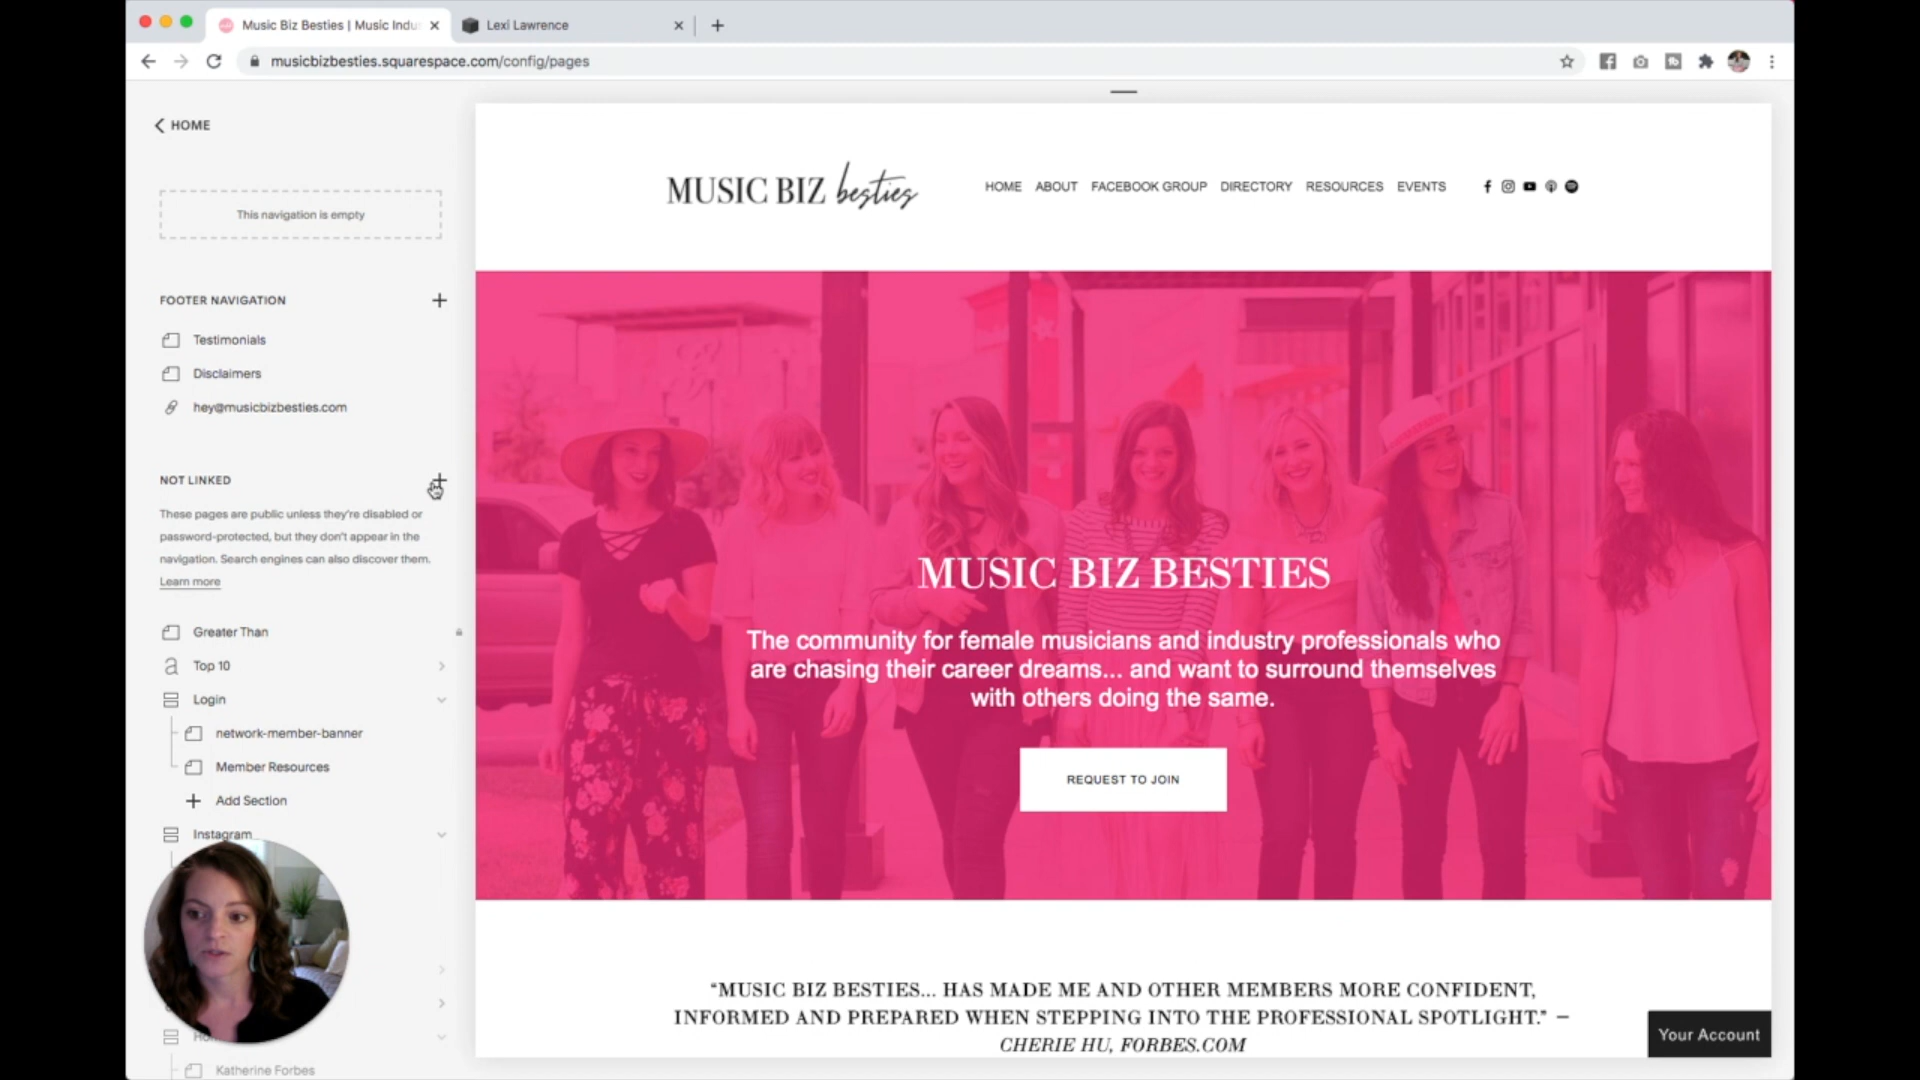 Music Biz Besties | Music Indu
Lexi Lawrence
musicbizbesties.squarespace.com/config/pages
HOME
This navigation is empty
FOOTER NAVIGATION
Testimonials
Disclaimers
hey@musicbizbesties.com
NOT LINKED
These pages are public unless they're disabled or
password-protected, but they don't appear in the
navigation. Search engines can also discover them.
Learn more
Greater Than
Top 10
Login
network-member-banner
Member Resources
Add Section
Instagram
Katherine Forbes
MUSIC BIZ besties
HOME ABOUT FACEBOOK GROUP DIRECTORY RESOURCES EVENTS
MUSIC BIZ BESTIES
The community for female musicians and industry professionals who
are chasing their career dreams... and want to surround themselves
with others doing the same.
REQUEST TO JOIN
"MUSIC BIZ BESTIES... HAS MADE ME AND OTHER MEMBERS MORE CONFIDENT,
INFORMED AND PREPARED WHEN STEPPING INTO THE PROFESSIONAL SPOTLIGHT." —
CHERIE HU, FORBES.COM
Your Account